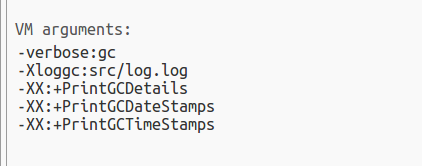 VM arguments:
-verbose:gc
-Xloggc:src/log.log
-XX:+PrintGCDetails
-XX:+PrintGCDateStamps
-XX:+PrintGCTimeStamps